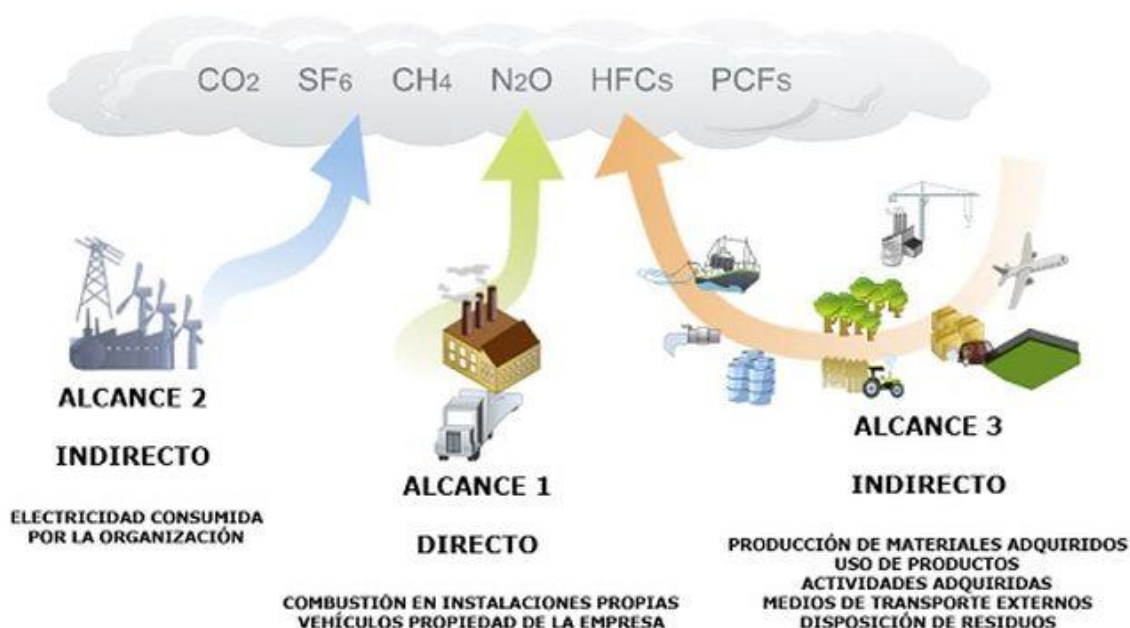 CO2 SF6 CH4 N2O HFCs PCFs
ALCANCE 2
INDIRECTO
ELECTRICIDAD CONSUMIDA
POR LA ORGANIZACIÓN
ALCANCE 1
DIRECTO
COMBUSTIÓN EN INSTALACIONES PROPIAS
VEHÍCULOS PROPIEDAD DE LA EMPRESA
ALCANCE 3
INDIRECTO
PRODUCCIÓN DE MATERIALES ADQUIRIDOS
USO DE PRODUCTOS
ACTIVIDADES ADQUIRIDAS
MEDIOS DE TRANSPORTE EXTERNOS
DISPOSICIÓN DE RESIDUOS